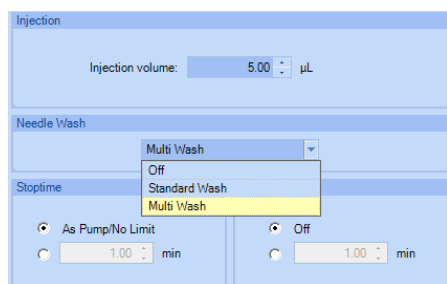 Injection
Injection volume: 5.00 µL
Needle Wash
Multi Wash
Off
Standard Wash
Multi Wash
Stoptime
As Pump/No Limit
1.00 min
Off
1.00 min